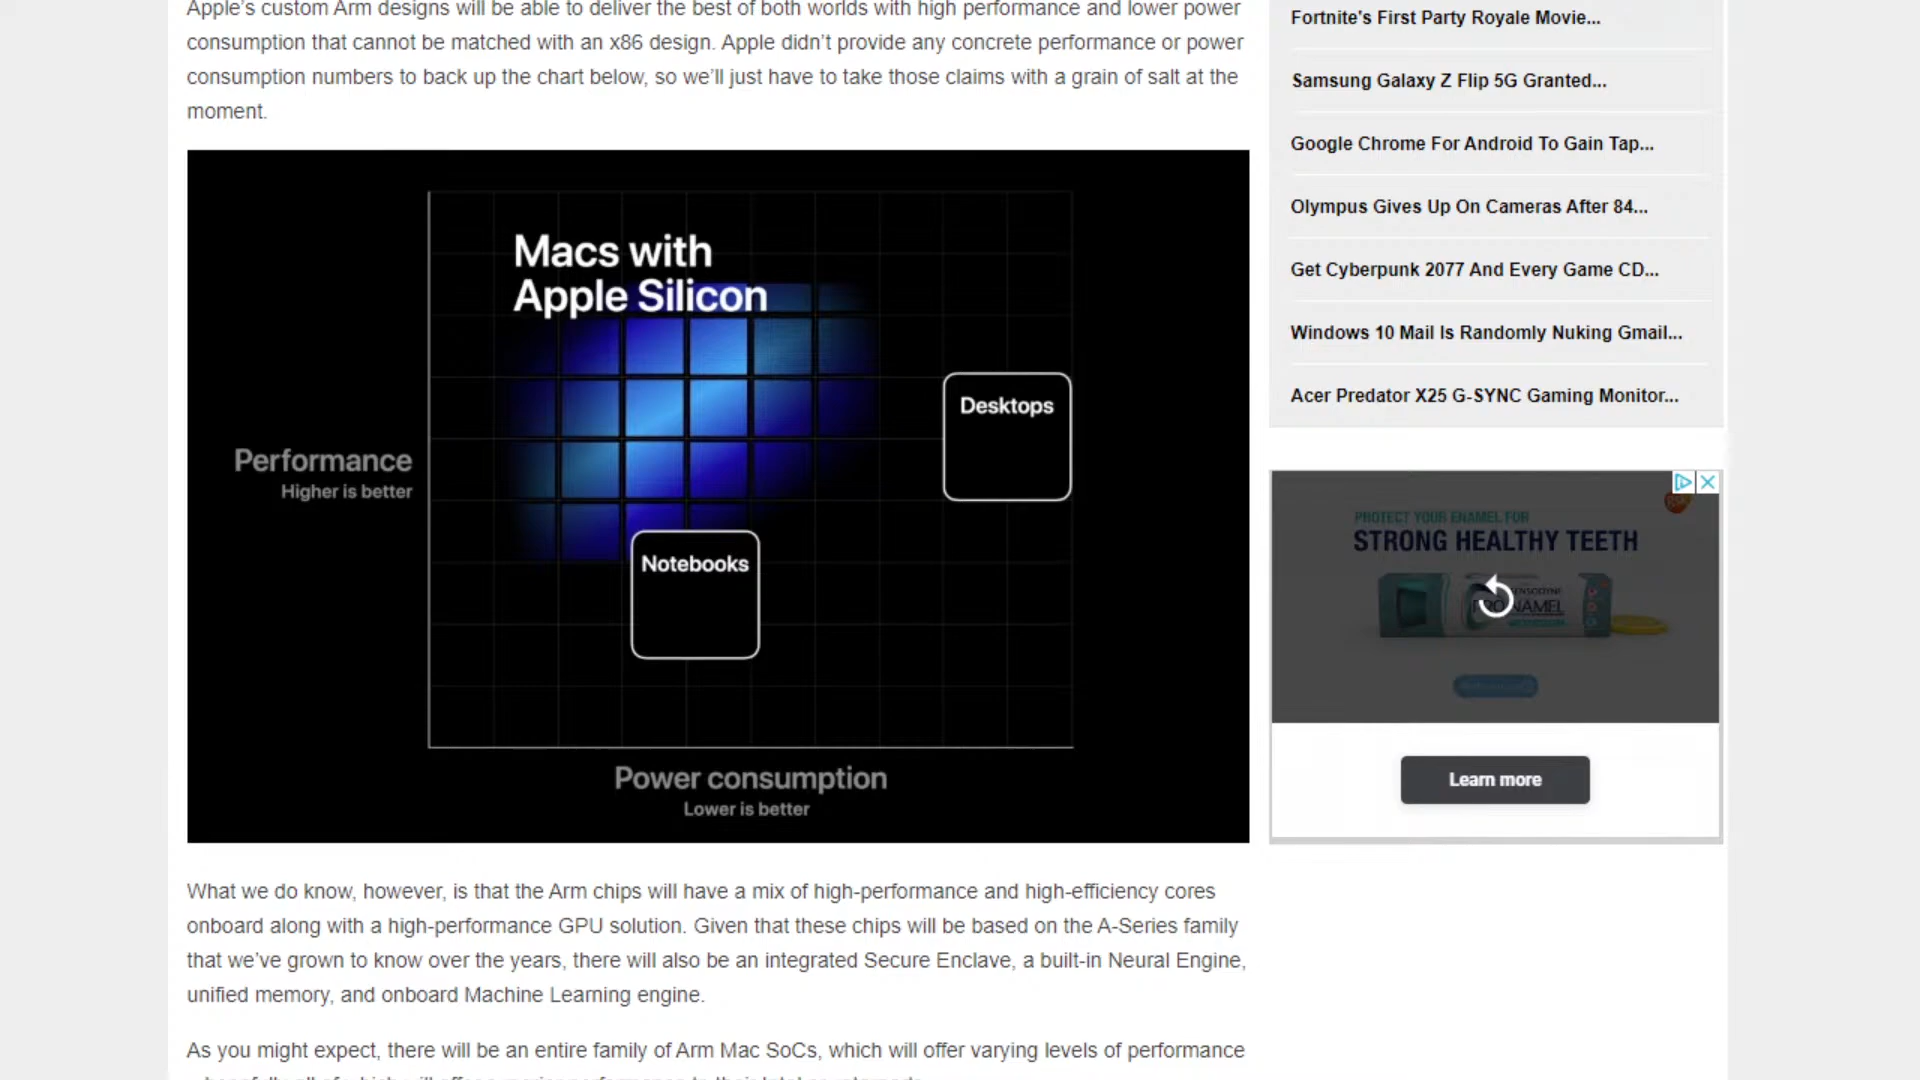 Apple’s custom Arm designs will be able to deliver the best of both worlds with high performance and lower power
consumption that cannot be matched with an x86 design. Apple didn’t provide any concrete performance or power
consumption numbers to back up the chart below, so we’ll just have to take those claims with a grain of salt at the
moment.
Macs with
Apple Silicon
Desktops
Performance
Higher is better
Notebooks
Power consumption
Lower is better
What we do know, however, is that the Arm chips will have a mix of high-performance and high-efficiency cores
onboard along with a high-performance GPU solution. Given that these chips will be based on the A-Series family
that we’ve grown to know over the years, there will also be an integrated Secure Enclave, a built-in Neural Engine,
unified memory, and onboard Machine Learning engine.
As you might expect, there will be an entire family of Arm Mac SoCs, which will offer varying levels of performance
Fortnite's First Party Royale Movie...
Samsung Galaxy Z Flip 5G Granted...
Google Chrome For Android To Gain Tap...
Olympus Gives Up On Cameras After 84...
Get Cyberpunk 2077 And Every Game CD...
Windows 10 Mail Is Randomly Nuking Gmail...
Acer Predator X25 G-SYNC Gaming Monitor...
PROTECT YOUR ENAMEL FOR
STRONG HEALTHY TEETH
Learn more